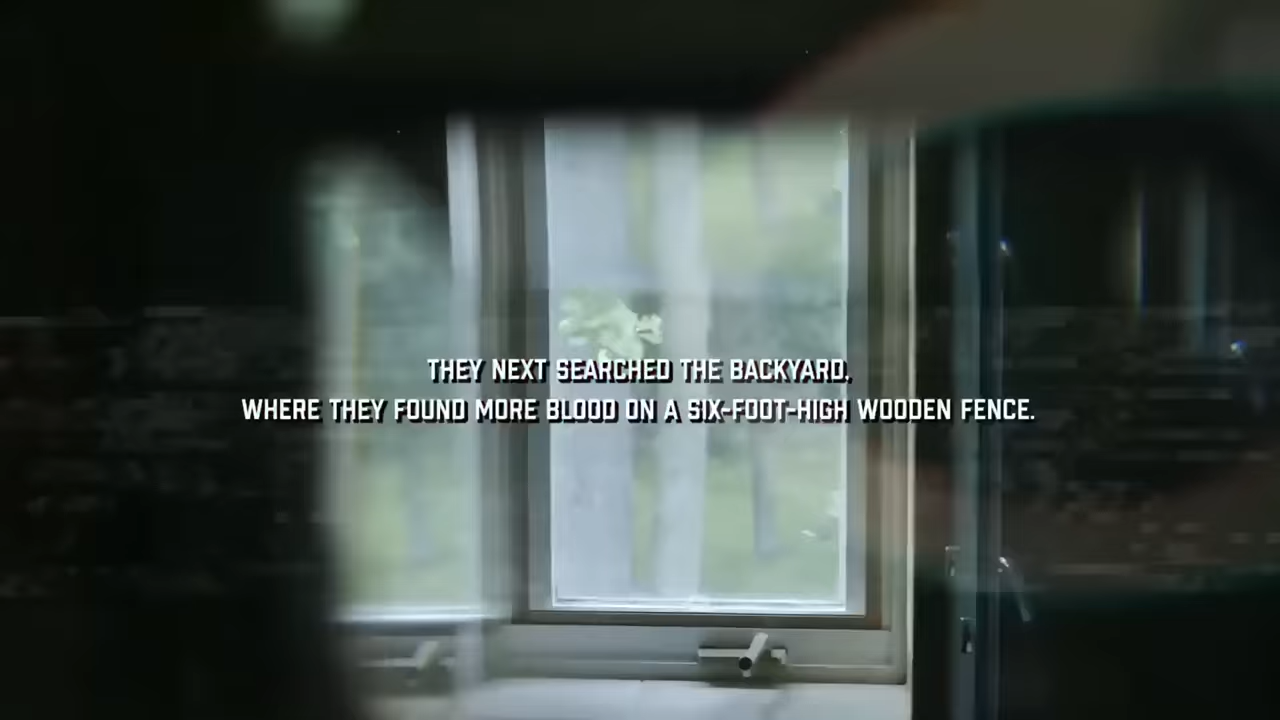 THEY NEXT SEARCHED THE BACKYARD,
WHERE THEY FOUND MORE BLOOD ON A SIX-FOOT-HIGH WOODEN FENCE.